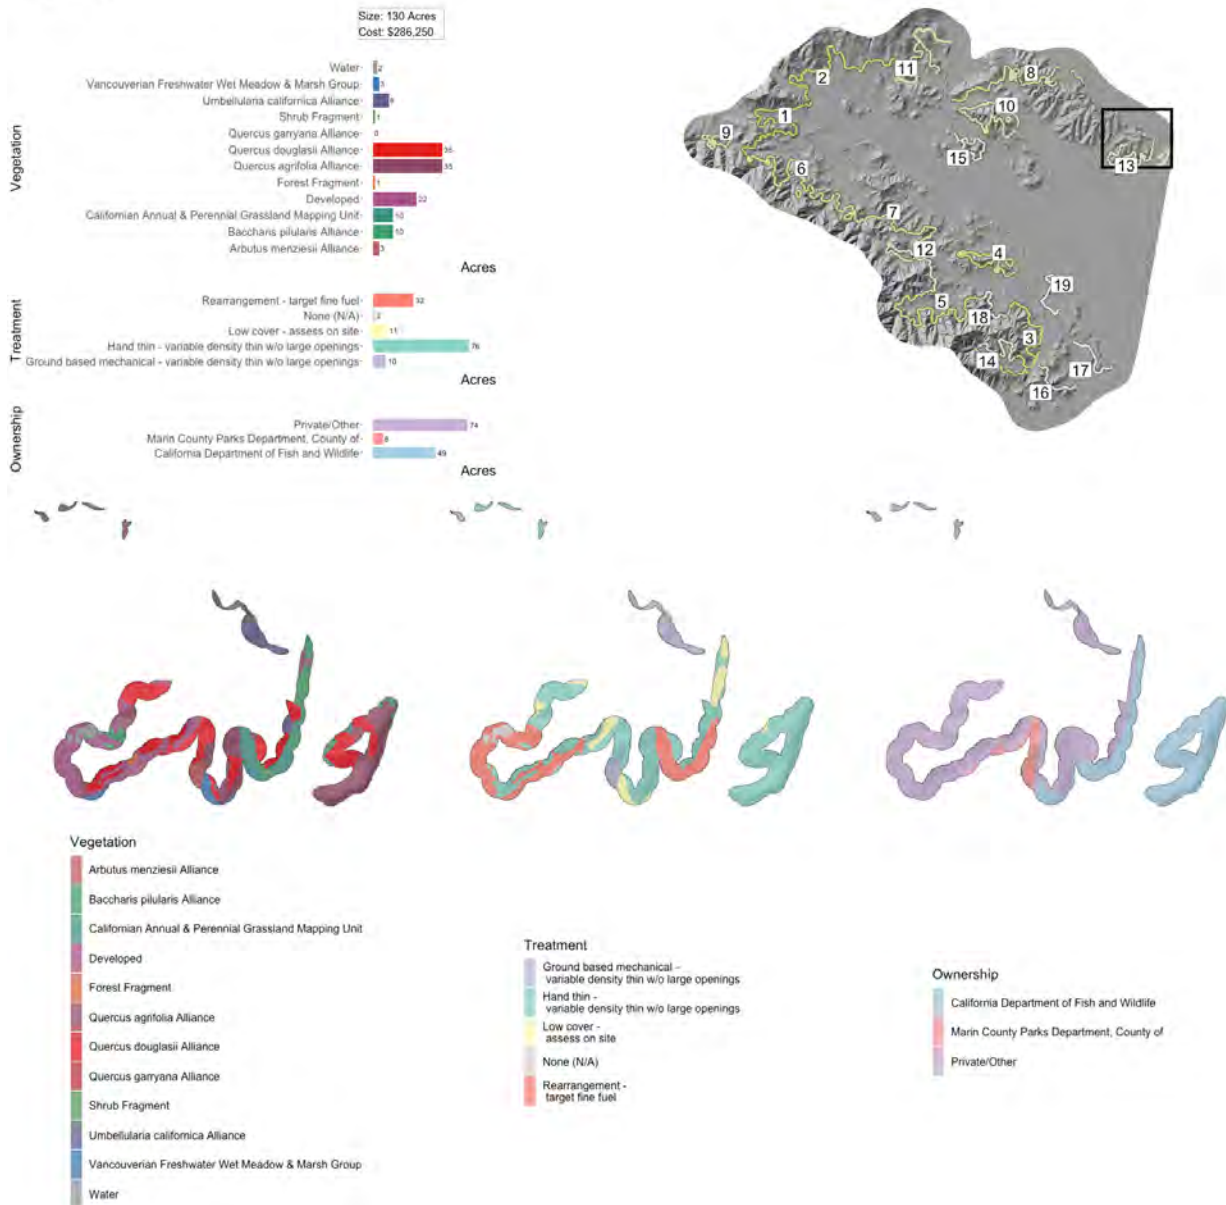 Size: 130 Acres
Cost: $286,250
Vegetation
Water
2
Vancouverian Freshwater Wet Meadow & Marsh Group
3
Umbellularia californica Alliance
Shrub Fragment
1
Quercus garryana Alliance
0
Quercus douglasii Alliance
35
Quercus agrifolia Alliance
35
Forest Fragment
1
Developed
22
Californian Annual & Perennial Grassland Mapping Unit
10
Baccharis pilularis Alliance
10
Arbutus menziesii Alliance
3
Acres
Treatment
Rearrangement - target fine fuel
32
None (N/A)
2
Low cover - assess on site
11
Hand thin - variable density thin w/o large openings
76
Ground based mechanical - variable density thin w/o large openings
10
Acres
Ownership
Private/Other
74
Marin County Parks Department, County of
California Department of Fish and Wildlife
49
Acres
11
2
8
10
1
9
15
13
6
7
12
4
19
5
18
3
14
17
16
Vegetation
Arbutus menziesii Alliance
Baccharis pilularis Alliance
Californian Annual & Perennial Grassland Mapping Unit
Developed
Forest Fragment
Quercus agrifolia Alliance
Quercus douglasii Alliance
Quercus garryana Alliance
Shrub Fragment
Umbellularia californica Alliance
Vancouverian Freshwater Wet Meadow & Marsh Group
Water
Treatment
Ground based mechanical -
variable density thin w/o large openings
Hand thin -
variable density thin w/o large openings
Low cover -
assess on site
None (N/A)
Rearrangement -
target fine fuel
Ownership
California Department of Fish and Wildlife
Marin County Parks Department, County of
Private/Other